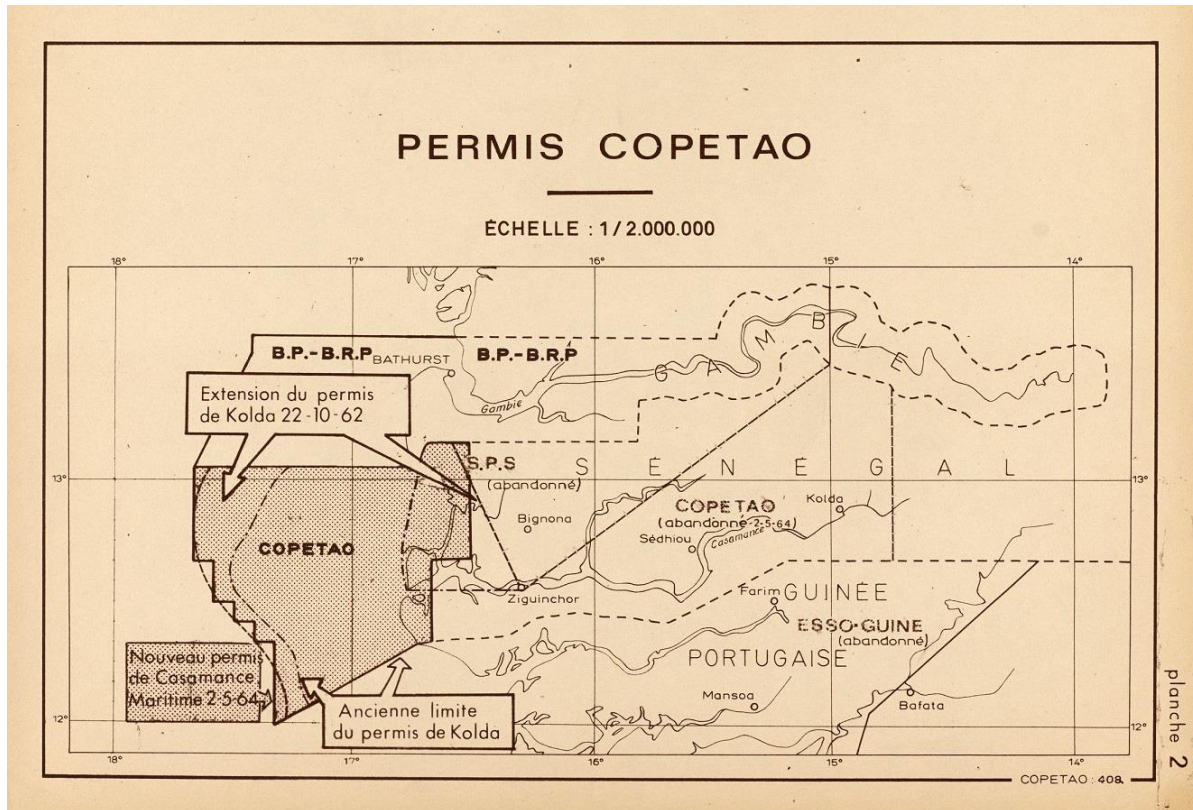 PERMIS COPETAO
ÉCHELLE : 1/2.000.000
18° 17° 16° 15° 14°
B.P.-B.R.P
BATHURST
B.P.-B.R.P
GAMBIE
Extension du permis
de Kolda 22-10-62
Gambie
S.P.S
(abandonné)
SÉNÉGAL
13°
13°
COPETAO
(abandonné-2-5-64)
Kolda
Bignona
Sédhiou
Casamance
COPETAO
Ziguinchor
Farim
GUINÉE
ESSO-GUINE
(abandonné)
PORTUGAISE
Nouveau permis
de Casamance
Maritime 2-5-64
Ancienne limite
du permis de Kolda
Mansoa
Bafata
12°
12°
18° 17° 16° 15° 14°
COPETAO : 408.
planche 2